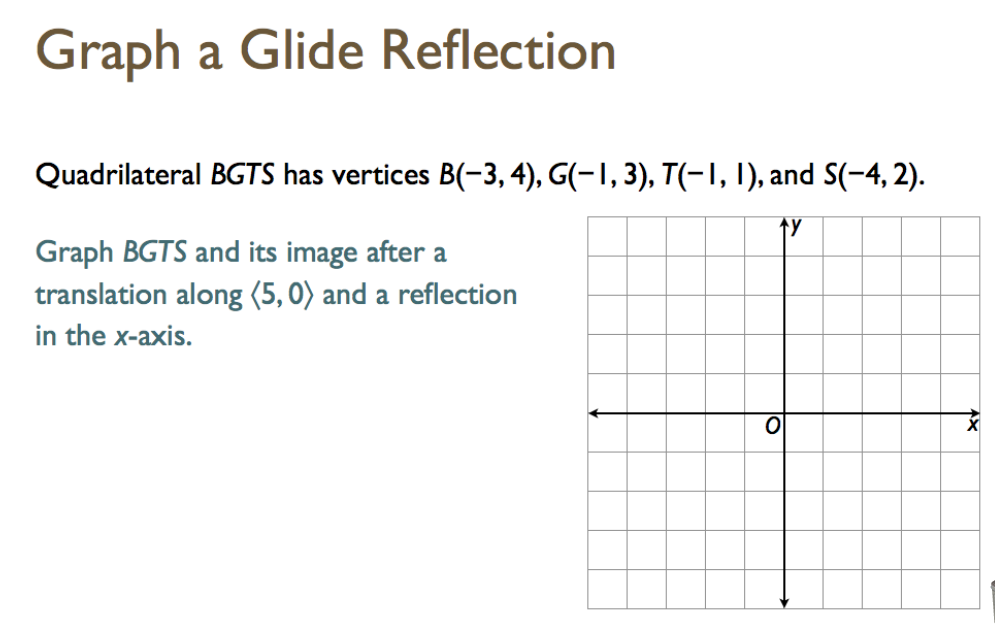 Graph a Glide Reflection
Quadrilateral BGTS has vertices B(−3, 4), G(−1, 3), T(−1, 1), and S(−4, 2).
Graph BGTS and its image after a
translation along ⟨5, 0⟩ and a reflection
in the x-axis.
y
O
x